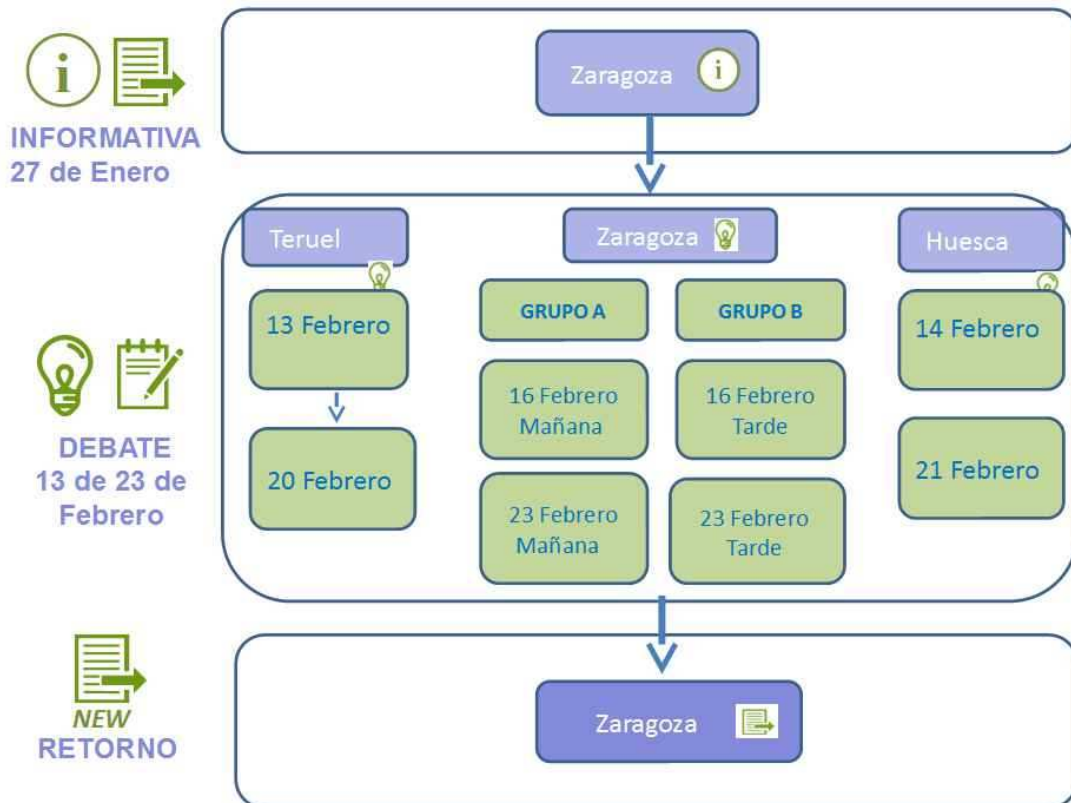 Zaragoza
i
i
INFORMATIVA
27 de Enero
Teruel
Zaragoza
Huesca
GRUPO A
GRUPO B
13 Febrero
14 Febrero
16 Febrero
Mañana
16 Febrero
Tarde
DEBATE
13 de 23 de
Febrero
20 Febrero
21 Febrero
23 Febrero
Mañana
23 Febrero
Tarde
NEW
RETORNO
Zaragoza